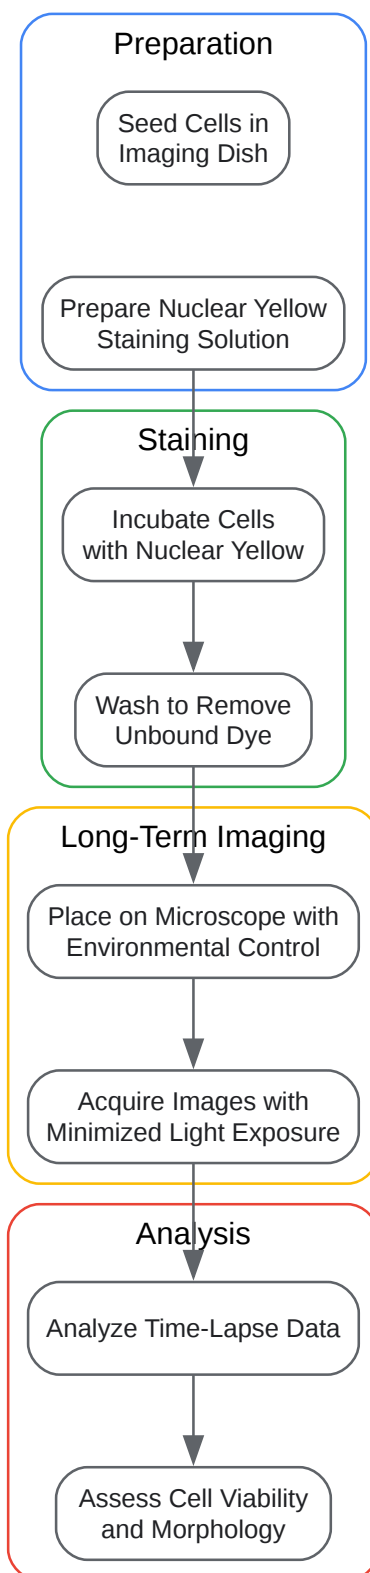 Preparation
Seed Cells in
Imaging Dish
Prepare Nuclear Yellow
Staining Solution
Staining
Incubate Cells
with Nuclear Yellow
Wash to Remove
Unbound Dye
Long-Term Imaging
Place on Microscope with
Environmental Control
Acquire Images with
Minimized Light Exposure
Analysis
Analyze Time-Lapse Data
Assess Cell Viability
and Morphology